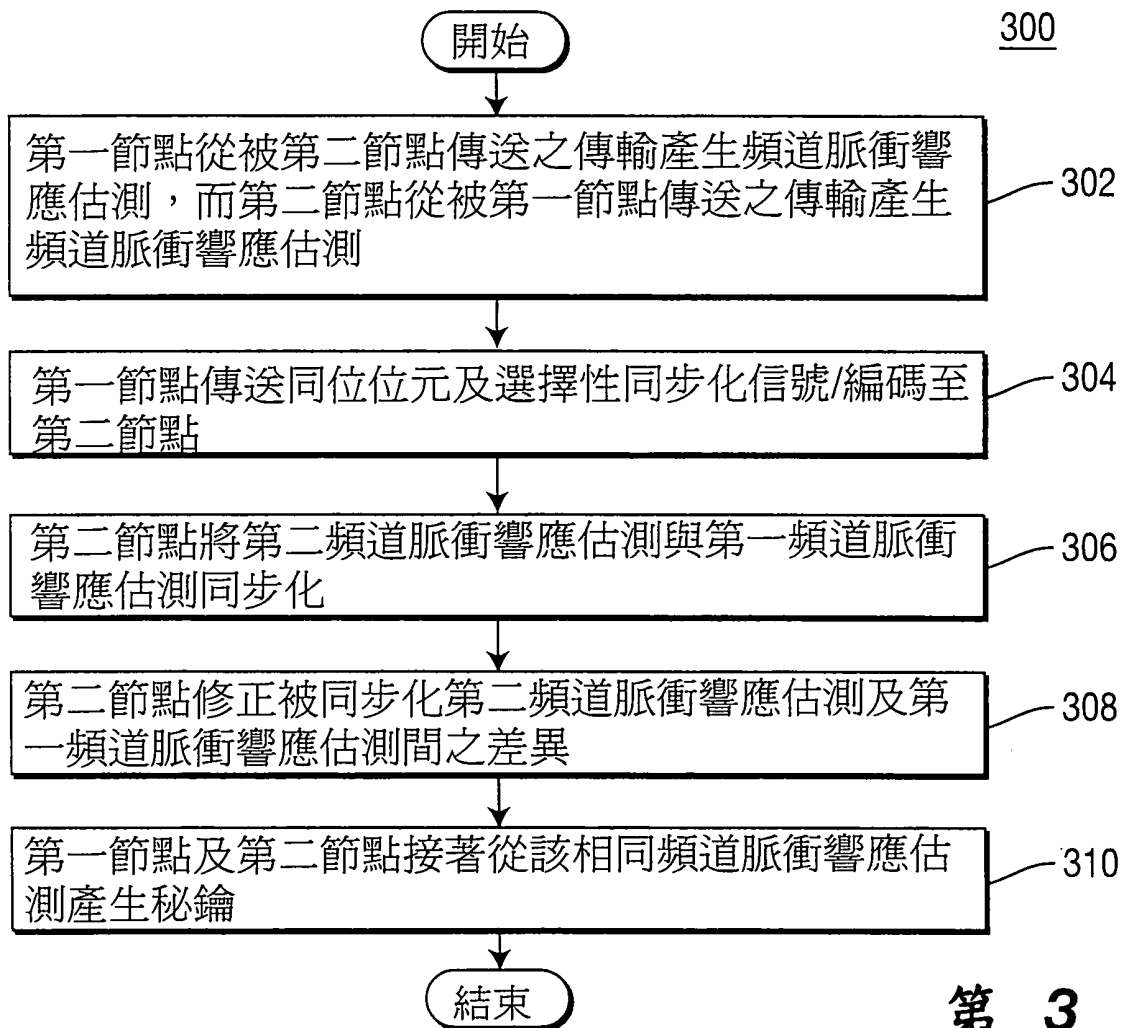 300
開始
第一節點從被第二節點傳送之傳輸產生頻道脈衝響
應估測，而第二節點從被第一節點傳送之傳輸產生
頻道脈衝響應估測
302
第一節點傳送同位位元及選擇性同步化信號/編碼至
第二節點
304
第二節點將第二頻道脈衝響應估測與第一頻道脈衝
響應估測同步化
306
第二節點修正被同步化第二頻道脈衝響應估測及第
一頻道脈衝響應估測間之差異
308
第一節點及第二節點接著從該相同頻道脈衝響應估
測產生秘鑰
310
結束
第 3